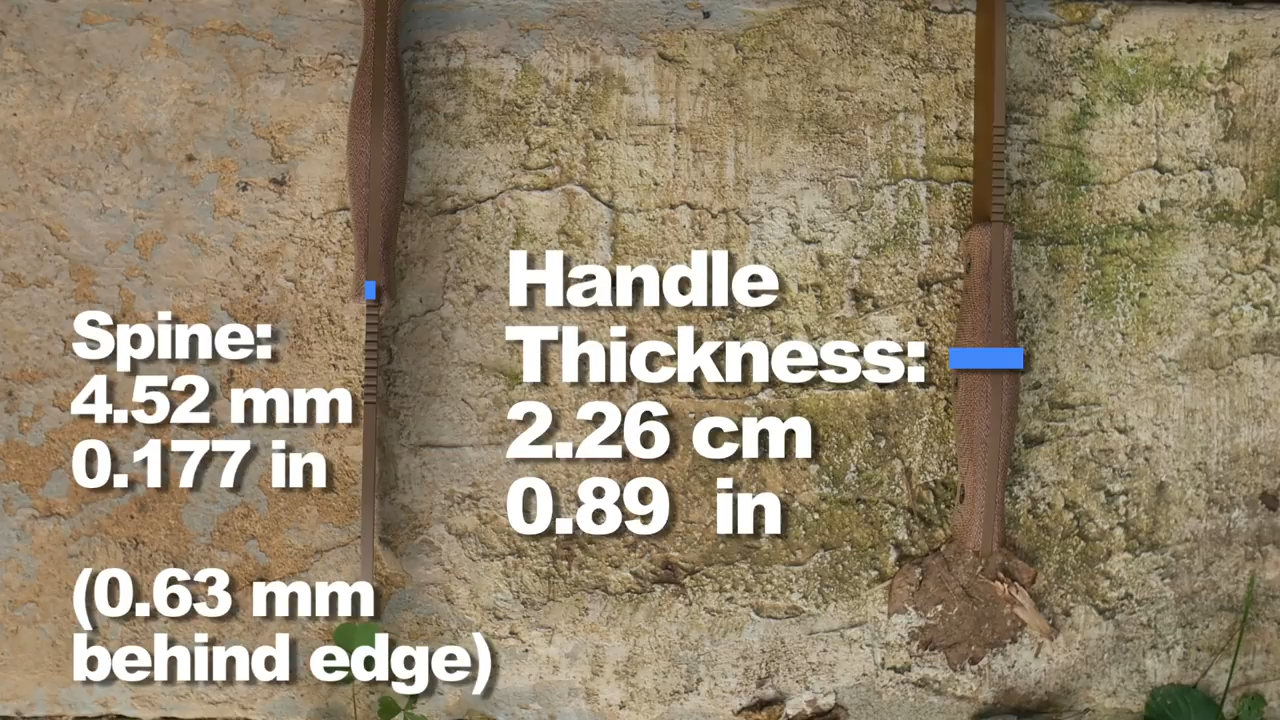 Spine:
4.52 mm
0.177 in
(0.63 mm
behind edge)
Handle
Thickness:
2.26 cm
0.89 in